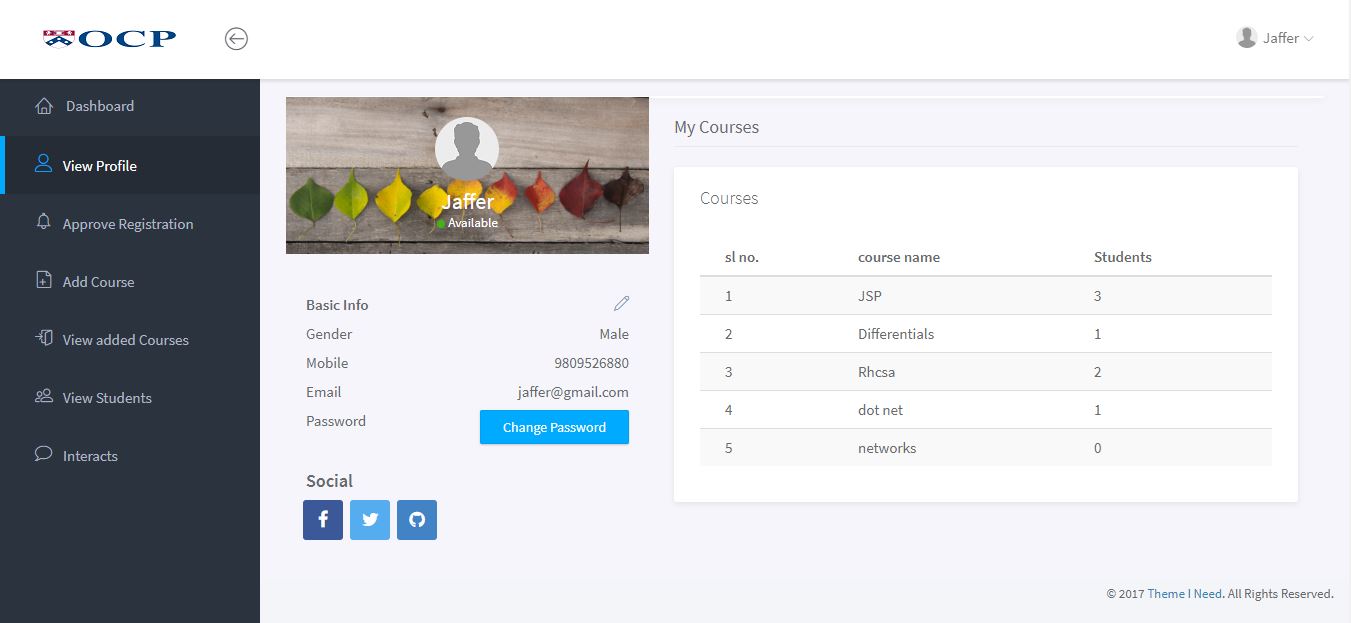 OCP
Jaffer
Dashboard
View Profile
Approve Registration
Add Course
View added Courses
View Students
Interacts
Jaffer
Available
Basic Info
Gender Male
Mobile 9809526880
Email jaffer@gmail.com
Password Change Password
Social
My Courses
Courses
sl no. course name Students
1 JSP 3
2 Differentials 1
3 Rhcsa 2
4 dot net 1
5 networks 0
© 2017 Theme I Need. All Rights Reserved.